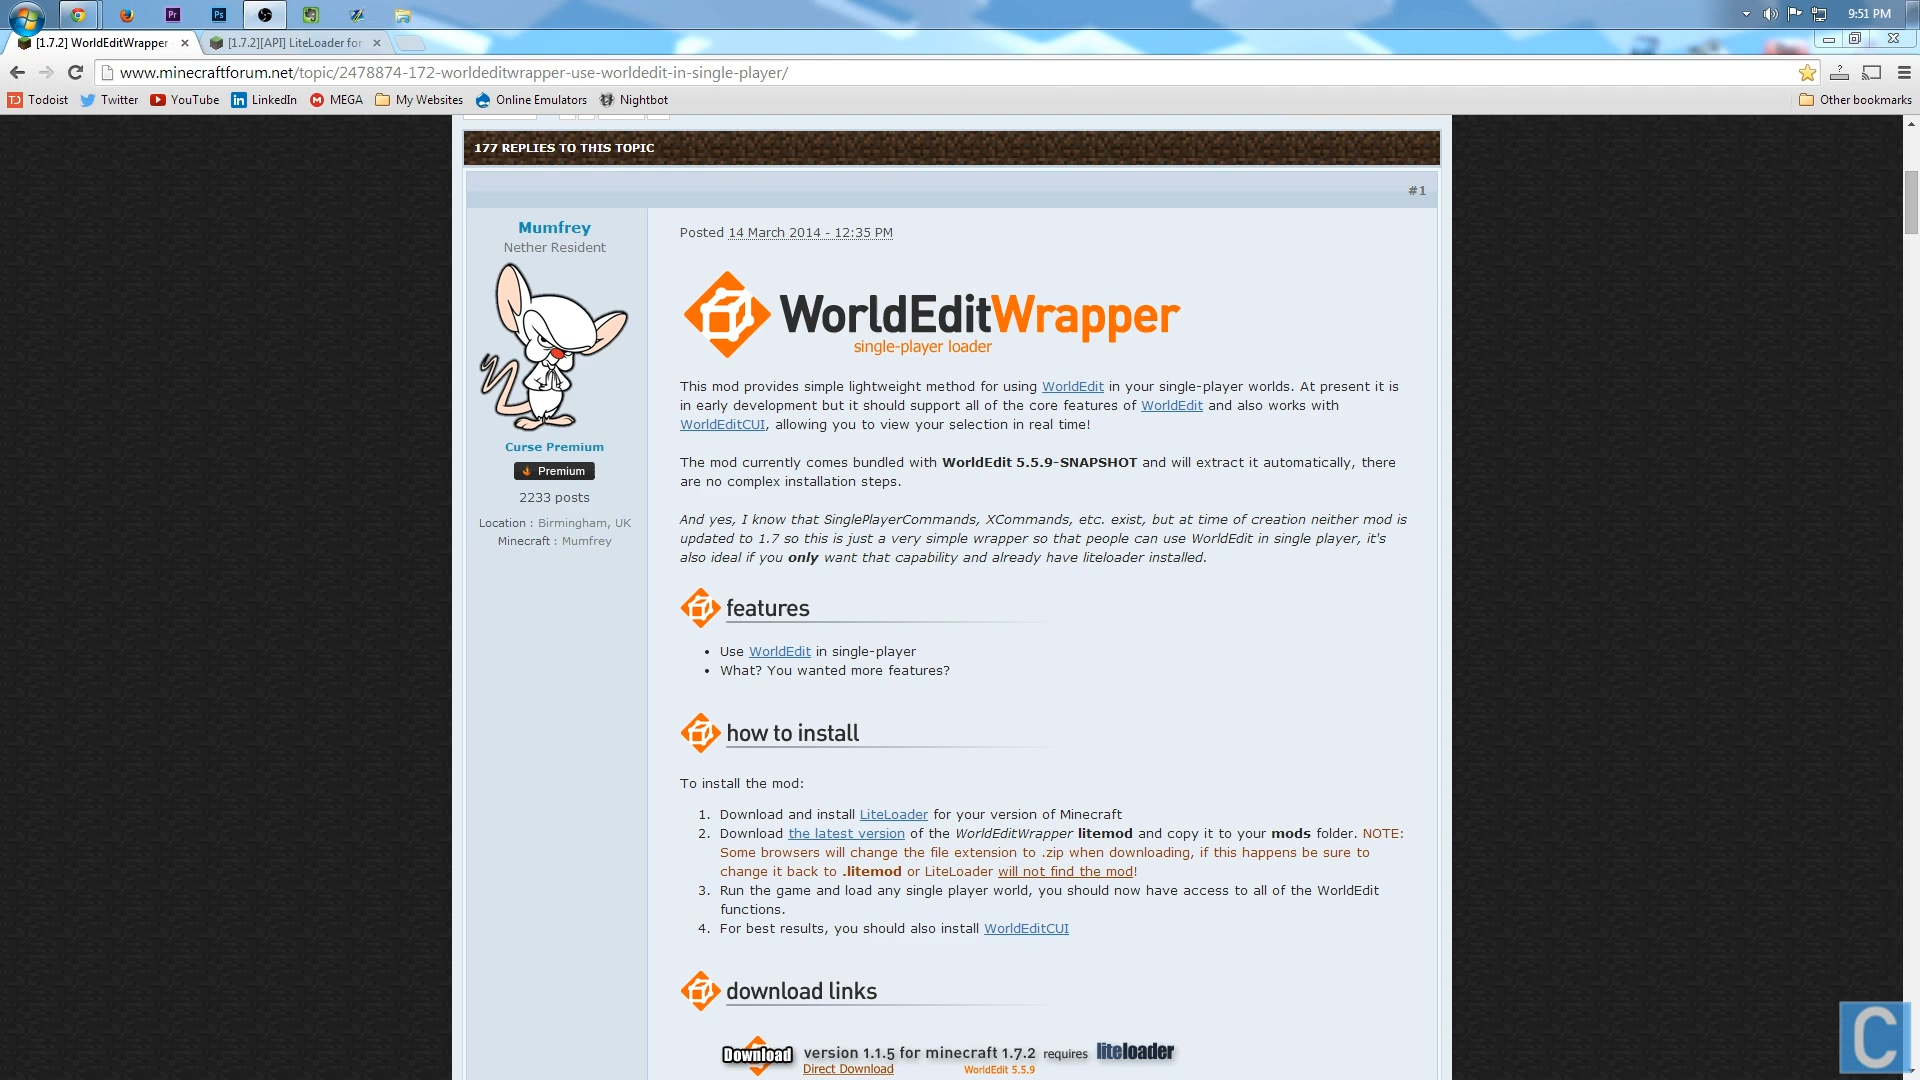 Pr
Ps
9:51 PM
[1.7.2] WorldEditWrapper
[1.7.2][API] LiteLoader for
www.minecraftforum.net/topic/2478874-172-worldeditwrapper-use-worldedit-in-single-player/
Todoist Twitter YouTube LinkedIn MEGA My Websites Online Emulators Nightbot Other bookmarks
177 REPLIES TO THIS TOPIC
#1
Mumfrey
Nether Resident
Curse Premium
Premium
2233 posts
Location : Birmingham, UK
Minecraft : Mumfrey
Posted 14 March 2014 - 12:35 PM
WorldEditWrapper
single-player loader
This mod provides simple lightweight method for using WorldEdit in your single-player worlds. At present it is
in early development but it should support all of the core features of WorldEdit and also works with
WorldEditCUI, allowing you to view your selection in real time!
The mod currently comes bundled with WorldEdit 5.5.9-SNAPSHOT and will extract it automatically, there
are no complex installation steps.
And yes, I know that SinglePlayerCommands, XCommands, etc. exist, but at time of creation neither mod is
updated to 1.7 so this is just a very simple wrapper so that people can use WorldEdit in single player, it's
also ideal if you only want that capability and already have liteloader installed.
features
• Use WorldEdit in single-player
• What? You wanted more features?
how to install
To install the mod:
1. Download and install LiteLoader for your version of Minecraft
2. Download the latest version of the WorldEditWrapper litemod and copy it to your mods folder. NOTE:
Some browsers will change the file extension to .zip when downloading, if this happens be sure to
change it back to .litemod or LiteLoader will not find the mod!
3. Run the game and load any single player world, you should now have access to all of the WorldEdit
functions.
4. For best results, you should also install WorldEditCUI
download links
Download version 1.1.5 for minecraft 1.7.2 requires liteloader
Direct Download WorldEdit 5.5.9
C